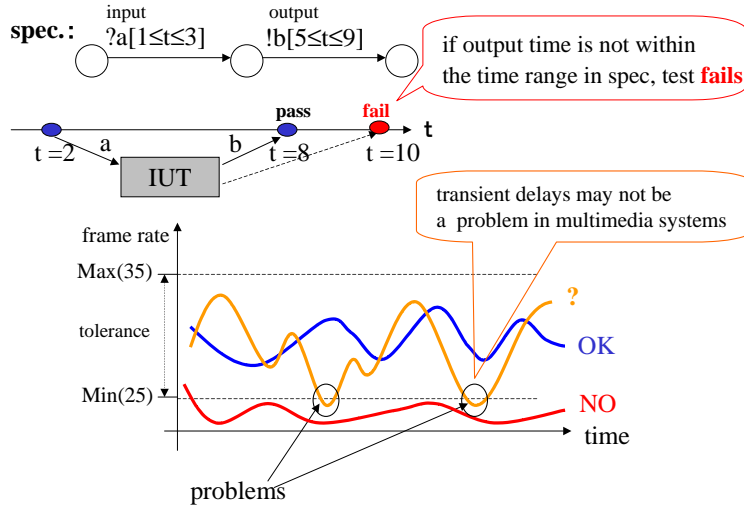 input
output
spec.:
?a[1≤t≤3]
!b[5≤t≤9]
if output time is not within
the time range in spec, test fails
pass
fail
t
a
b
t =2
t =8
t =10
IUT
transient delays may not be
a problem in multimedia systems
frame rate
Max(35)
?
tolerance
OK
Min(25)
NO
time
problems